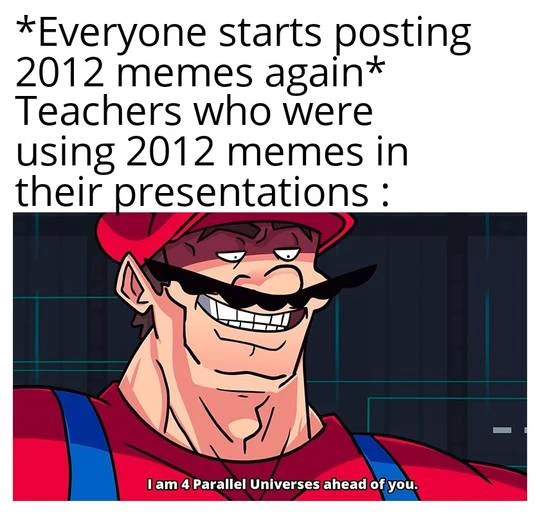 *Everyone starts posting
2012 memes again*
Teachers who were
using 2012 memes in
their presentations :
I am 4 Parallel Universes ahead of you.